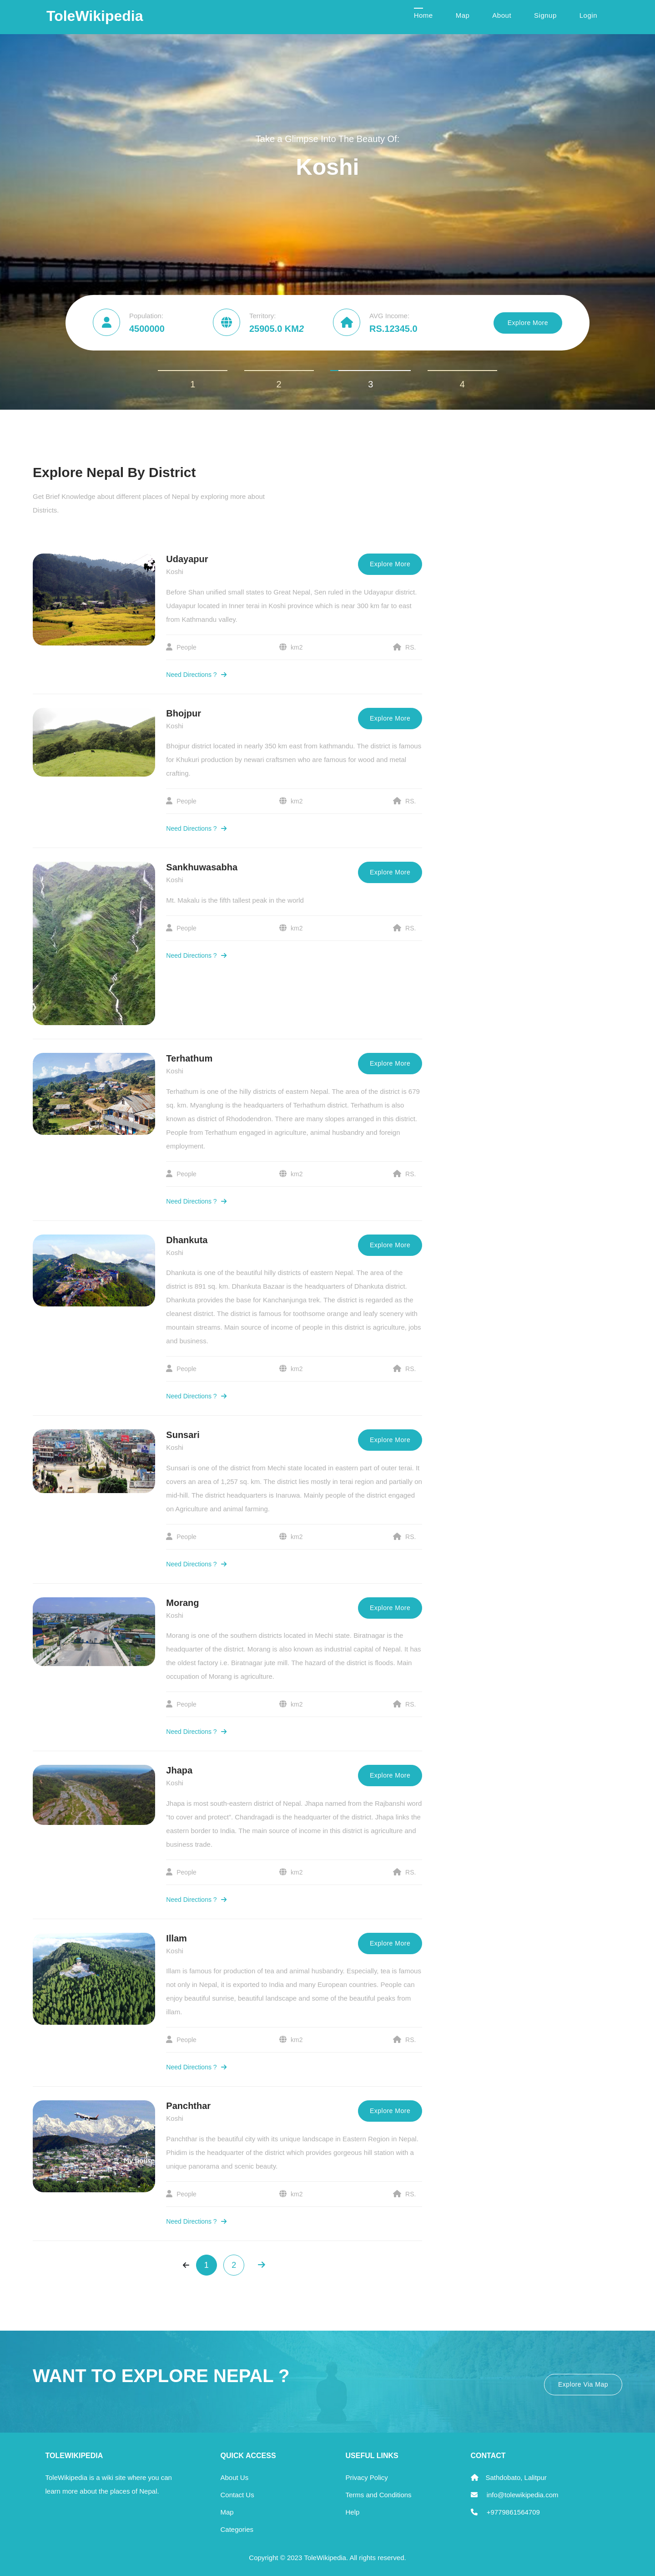 ToleWikipedia
Home Map About Signup Login
Take a Glimpse Into The Beauty Of:
Koshi
Population:
4500000
Territory:
25905.0 KM2
AVG Income:
RS.12345.0
Explore More
1 2 3 4
Explore Nepal By District
Get Brief Knowledge about different places of Nepal by exploring more about
Districts.
Udayapur
Koshi
Explore More
Before Shan unified small states to Great Nepal, Sen ruled in the Udayapur district.
Udayapur located in Inner terai in Koshi province which is near 300 km far to east
from Kathmandu valley.
People km2 RS.
Need Directions ?
Bhojpur
Koshi
Explore More
Bhojpur district located in nearly 350 km east from kathmandu. The district is famous
for Khukuri production by newari craftsmen who are famous for wood and metal
crafting.
People km2 RS.
Need Directions ?
Sankhuwasabha
Koshi
Explore More
Mt. Makalu is the fifth tallest peak in the world
People km2 RS.
Need Directions ?
Terhathum
Koshi
Explore More
Terhathum is one of the hilly districts of eastern Nepal. The area of the district is 679
sq. km. Myanglung is the headquarters of Terhathum district. Terhathum is also
known as district of Rhododendron. There are many slopes arranged in this district.
People from Terhathum engaged in agriculture, animal husbandry and foreign
employment.
People km2 RS.
Need Directions ?
Dhankuta
Koshi
Explore More
Dhankuta is one of the beautiful hilly districts of eastern Nepal. The area of the
district is 891 sq. km. Dhankuta Bazaar is the headquarters of Dhankuta district.
Dhankuta provides the base for Kanchanjunga trek. The district is regarded as the
cleanest district. The district is famous for toothsome orange and leafy scenery with
mountain streams. Main source of income of people in this district is agriculture, jobs
and business.
People km2 RS.
Need Directions ?
Sunsari
Koshi
Explore More
Sunsari is one of the district from Mechi state located in eastern part of outer terai. It
covers an area of 1,257 sq. km. The district lies mostly in terai region and partially on
mid-hill. The district headquarters is Inaruwa. Mainly people of the district engaged
on Agriculture and animal farming.
People km2 RS.
Need Directions ?
Morang
Koshi
Explore More
Morang is one of the southern districts located in Mechi state. Biratnagar is the
headquarter of the district. Morang is also known as industrial capital of Nepal. It has
the oldest factory i.e. Biratnagar jute mill. The hazard of the district is floods. Main
occupation of Morang is agriculture.
People km2 RS.
Need Directions ?
Jhapa
Koshi
Explore More
Jhapa is most south-eastern district of Nepal. Jhapa named from the Rajbanshi word
"to cover and protect". Chandragadi is the headquarter of the district. Jhapa links the
eastern border to India. The main source of income in this district is agriculture and
business trade.
People km2 RS.
Need Directions ?
Illam
Koshi
Explore More
Illam is famous for production of tea and animal husbandry. Especially, tea is famous
not only in Nepal, it is exported to India and many European countries. People can
enjoy beautiful sunrise, beautiful landscape and some of the beautiful peaks from
illam.
People km2 RS.
Need Directions ?
Panchthar
Koshi
Explore More
Panchthar is the beautiful city with its unique landscape in Eastern Region in Nepal.
Phidim is the headquarter of the district which provides gorgeous hill station with a
unique panorama and scenic beauty.
People km2 RS.
Need Directions ?
1 2
WANT TO EXPLORE NEPAL ?
Explore Via Map
TOLEWIKIPEDIA
ToleWikipedia is a wiki site where you can
learn more about the places of Nepal.
QUICK ACCESS
About Us
Contact Us
Map
Categories
USEFUL LINKS
Privacy Policy
Terms and Conditions
Help
CONTACT
Sathdobato, Lalitpur
info@tolewikipedia.com
+9779861564709
Copyright © 2023 ToleWikipedia. All rights reserved.